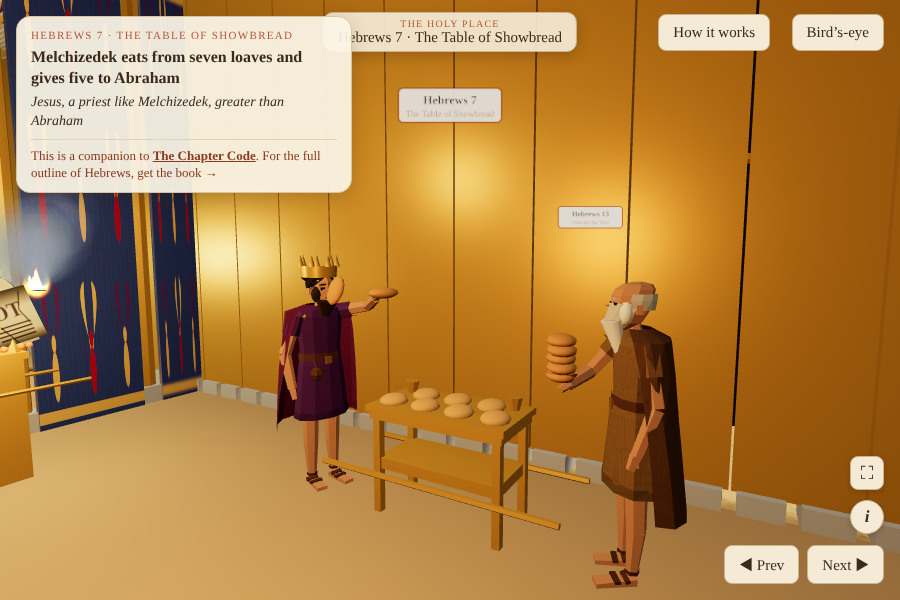 HEBREWS 7 · THE TABLE OF SHOWBREAD
Melchizedek eats from seven loaves and
gives five to Abraham
Jesus, a priest like Melchizedek, greater than
Abraham
This is a companion to The Chapter Code. For the full
outline of Hebrews, get the book →
THE HOLY PLACE
Hebrews 7 · The Table of Showbread
How it works
Bird's-eye
Hebrews 7
The Table of Showbread
Hebrews 13
OT
i
◀ Prev
Next ▶